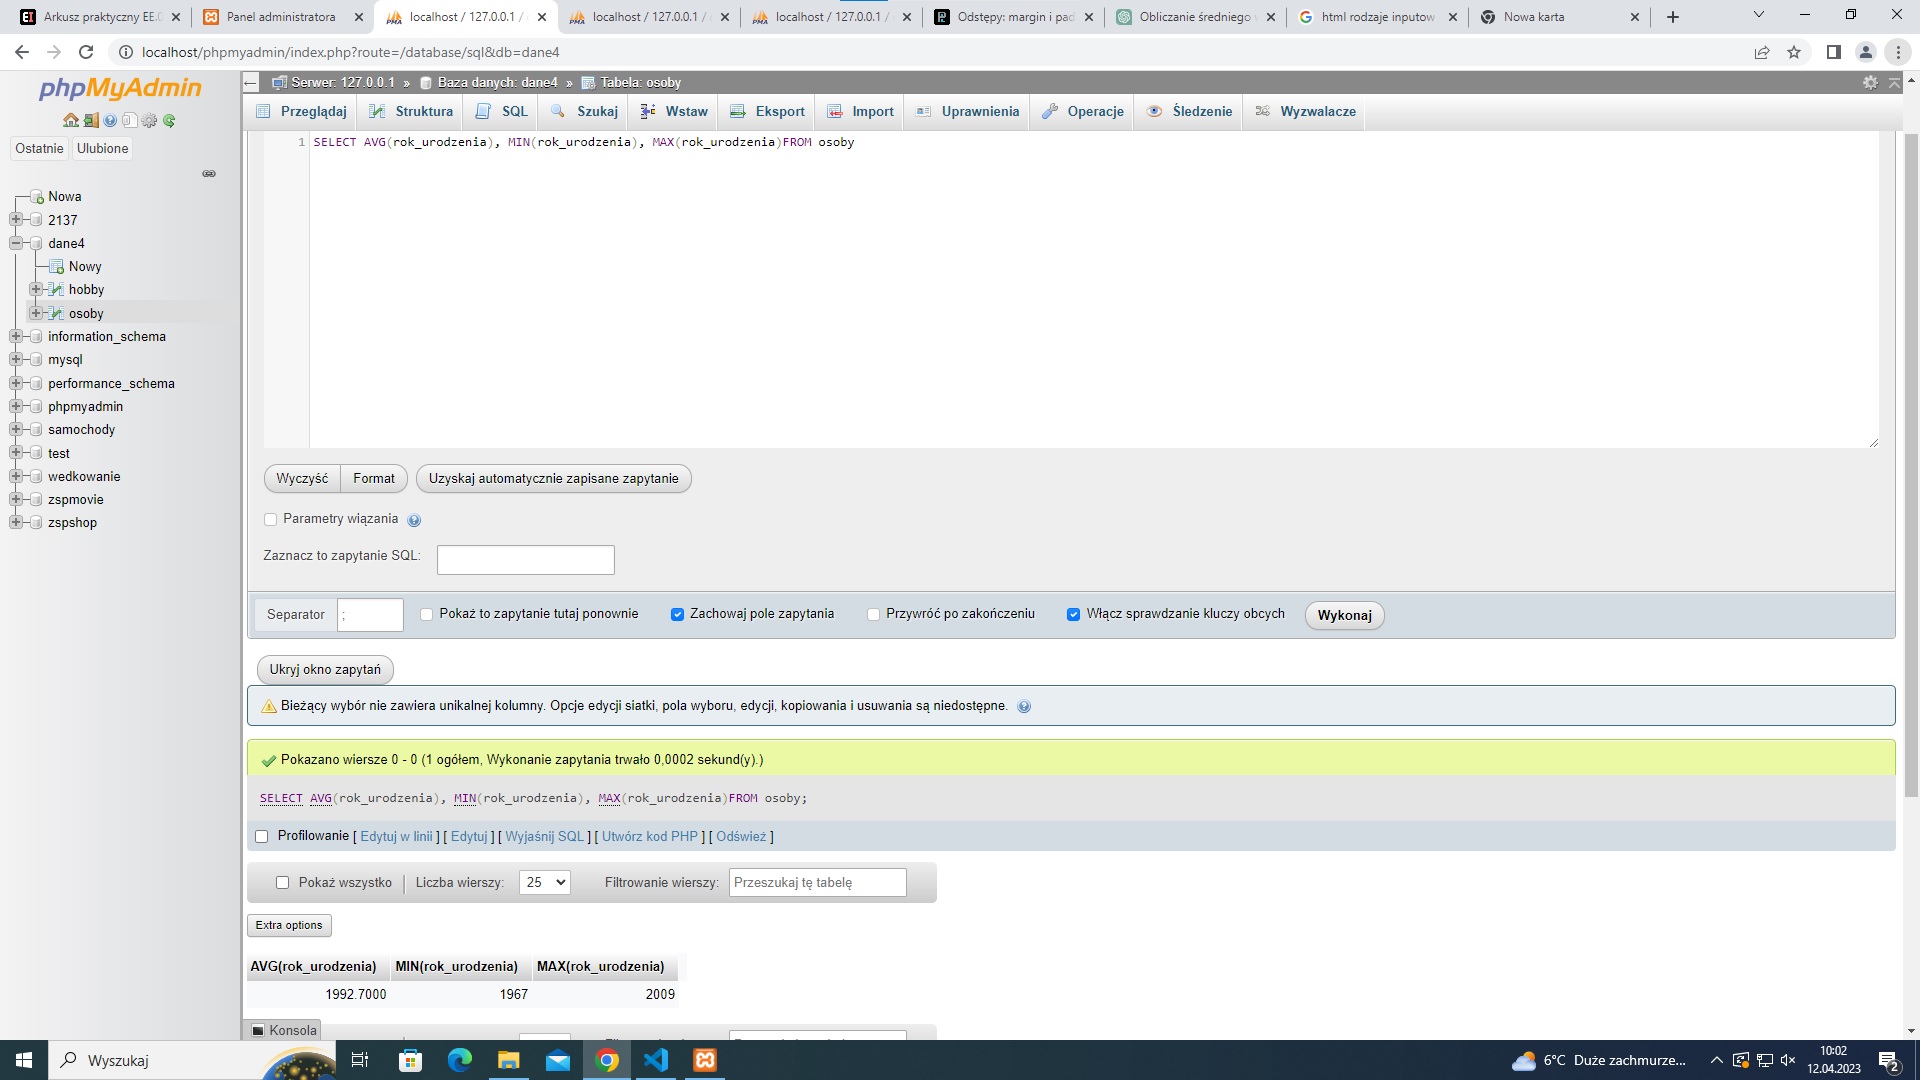 Arkusz praktyczny EE.0
Panel administratora
localhost / 127.0.0.1 /
localhost / 127.0.0.1 /
localhost / 127.0.0.1 /
Odstępy: margin i pad
Obliczanie średniego
html rodzaje inputow
Nowa karta
localhost/phpmyadmin/index.php?route=/database/sql&db=dane4
phpMyAdmin
Ostatnie
Ulubione
Nowa
2137
dane4
Nowy
hobby
osoby
information_schema
mysql
performance_schema
phpmyadmin
samochody
test
wedkowanie
zspmovie
zspshop
Serwer: 127.0.0.1 » Baza danych: dane4 » Tabela: osoby
Przeglądaj Struktura SQL Szukaj Wstaw Eksport Import Uprawnienia Operacje Śledzenie Wyzwalacze
1 SELECT AVG(rok_urodzenia), MIN(rok_urodzenia), MAX(rok_urodzenia)FROM osoby
Wyczyść Format Uzyskaj automatycznie zapisane zapytanie
Parametry wiązania
Zaznacz to zapytanie SQL:
Separator ; Pokaż to zapytanie tutaj ponownie Zachowaj pole zapytania Przywróć po zakończeniu Włącz sprawdzanie kluczy obcych Wykonaj
Ukryj okno zapytań
Bieżący wybór nie zawiera unikalnej kolumny. Opcje edycji siatki, pola wyboru, edycji, kopiowania i usuwania są niedostępne.
Pokazano wiersze 0 - 0 (1 ogółem, Wykonanie zapytania trwało 0,0002 sekund(y).)
SELECT AVG(rok_urodzenia), MIN(rok_urodzenia), MAX(rok_urodzenia)FROM osoby;
Profilowanie [ Edytuj w linii ] [ Edytuj ] [ Wyjaśnij SQL ] [ Utwórz kod PHP ] [ Odśwież ]
Pokaż wszystko Liczba wierszy: 25 Filtrowanie wierszy: Przeszukaj tę tabelę
Extra options
AVG(rok_urodzenia) MIN(rok_urodzenia) MAX(rok_urodzenia)
1992.7000 1967 2009
Konsola
Wyszukaj
6°C Duże zachmurze...
10:02
12.04.2023
2